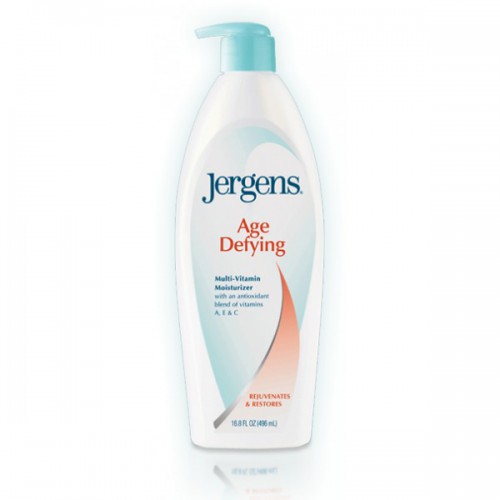 Jergens®
Age
Defying
Multi-Vitamin
Moisturizer
with an antioxidant
blend of vitamins
A, E & C
REJUVENATES
& RESTORES
16.8 FL OZ (496 mL)